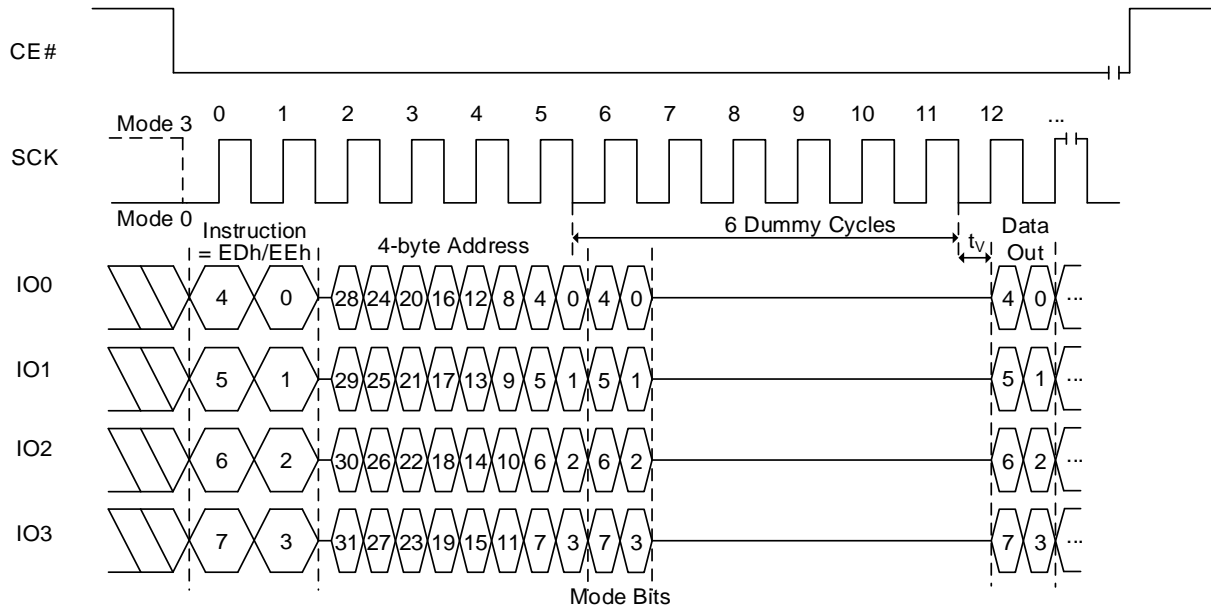 CE#
0 1 2 3 4 5 6 7 8 9 10 11 12 ...
Mode 3
SCK
Mode 0
Instruction
= EDh/EEh
4-byte Address
6 Dummy Cycles
tV
Data
Out
IO0 4 0 28 24 20 16 12 8 4 0 4 0 4 0 ...
IO1 5 1 29 25 21 17 13 9 5 1 5 1 5 1 ...
IO2 6 2 30 26 22 18 14 10 6 2 6 2 6 2 ...
IO3 7 3 31 27 23 19 15 11 7 3 7 3 7 3 ...
Mode Bits